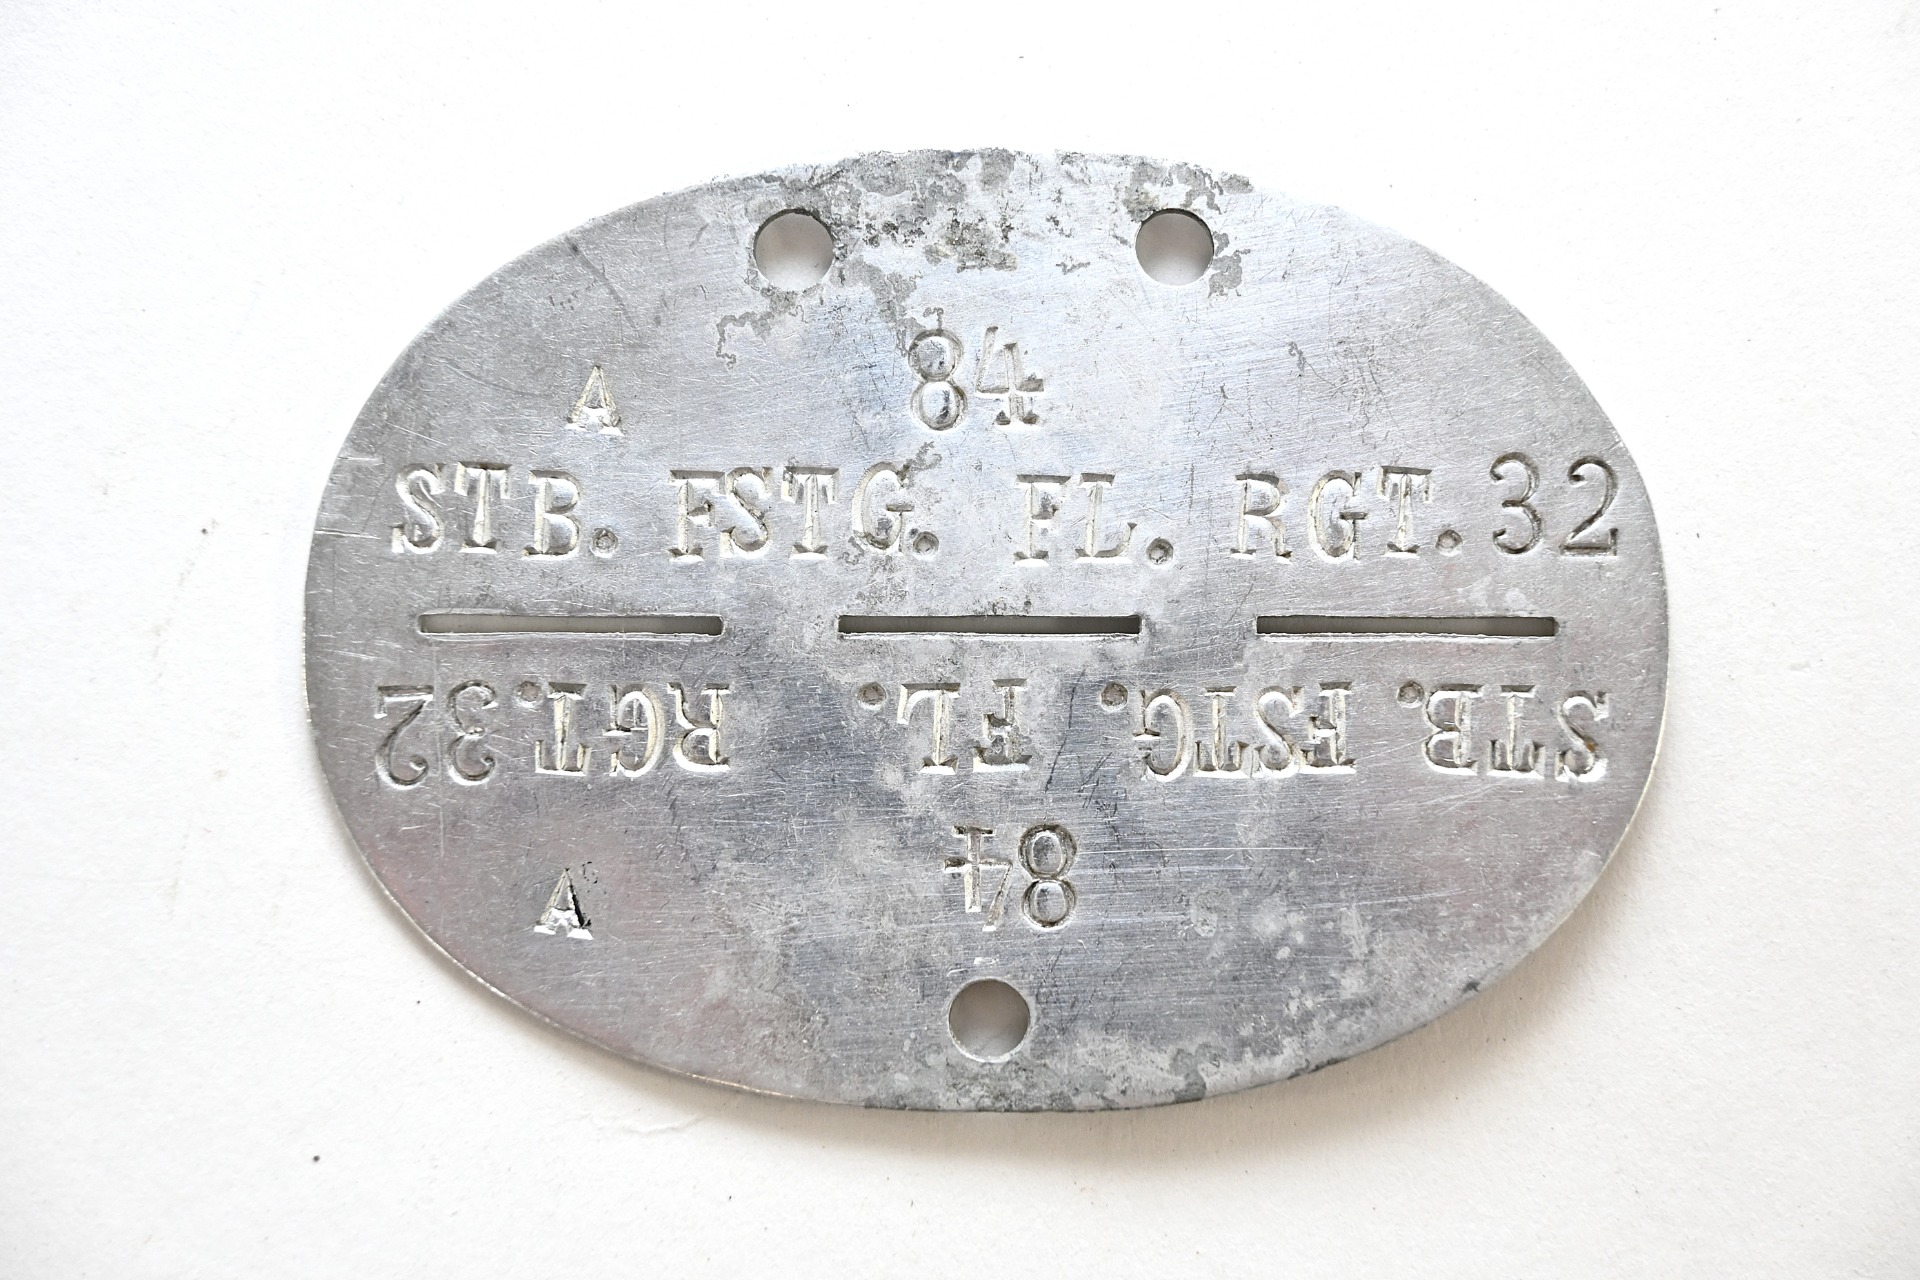 84
A
STB. FSTG. FL. RGT. 32
STB. FSTG. FL. RGT. 32
84
A